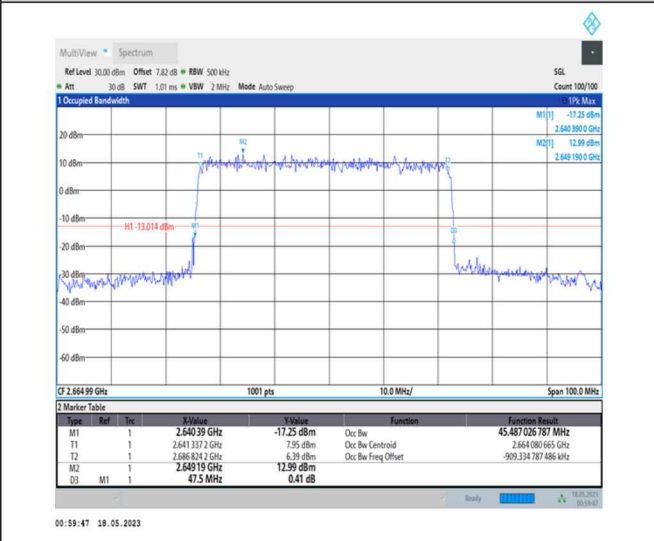 MultiView Spectrum
Ref Level 30.00 dBm Offset 7.82 dB RBW 500 kHz SGL
Att 30 dB SWT 1.01 ms VBW 2 MHz Mode Auto Sweep Count 100/100
1 Occupied Bandwidth 1Pk Max
M1[1] -17.25 dBm
2.640 390 0 GHz
M2[1] 12.99 dBm
2.649 190 0 GHz
20 dBm
M2
T1
T2
10 dBm
0 dBm
-10 dBm
H1 -13.014 dBm
M1
D3
-20 dBm
-30 dBm
-40 dBm
-50 dBm
-60 dBm
CF 2.664 99 GHz 1001 pts 10.0 MHz/ Span 100.0 MHz
2 Marker Table
Type Ref Trc X-Value Y-Value Function Function Result
M1 1 2.640 39 GHz -17.25 dBm Occ Bw 45.487 026 787 MHz
T1 1 2.641 337 2 GHz 7.95 dBm Occ Bw Centroid 2.664 080 665 GHz
T2 1 2.686 824 2 GHz 6.39 dBm Occ Bw Freq Offset -909.334 787 486 kHz
M2 1 2.649 19 GHz 12.99 dBm
D3 M1 1 47.5 MHz 0.41 dB
Ready 18.05.2023
00:59:47
00:59:47 18.05.2023